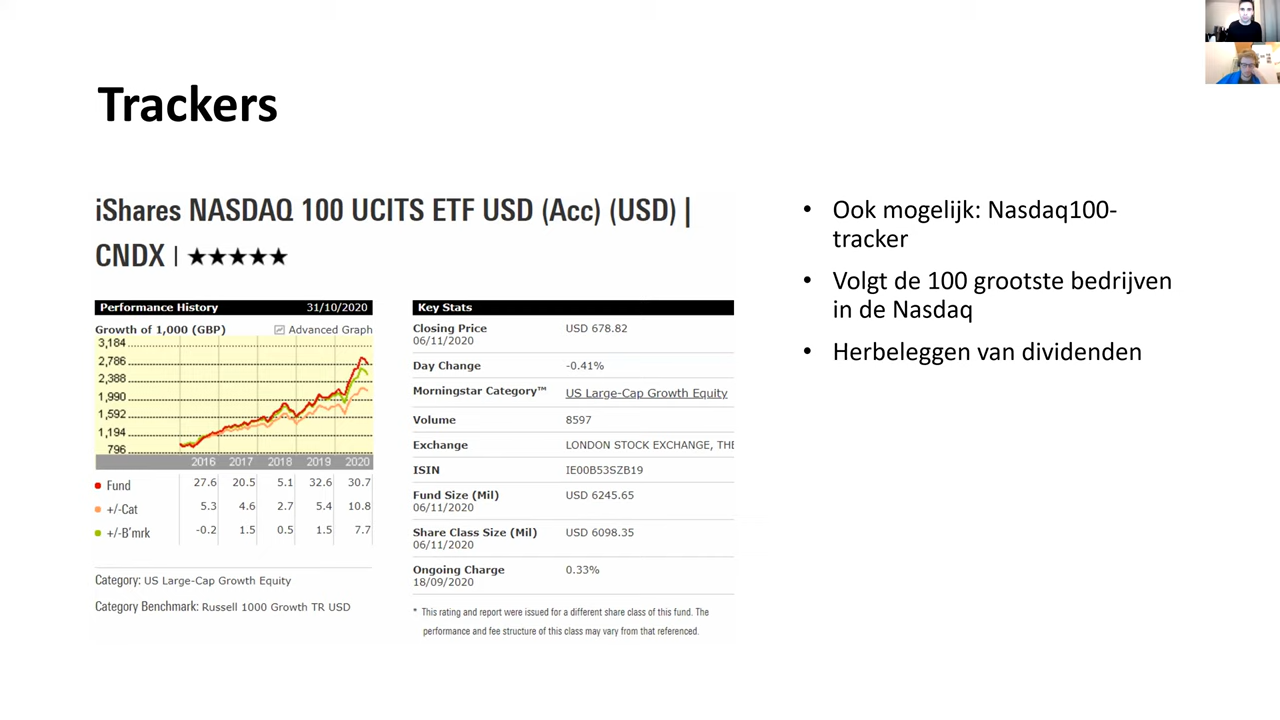 Trackers
iShares NASDAQ 100 UCITS ETF USD (Acc) (USD) |
CNDX | ★★★★★
Performance History 31/10/2020
Growth of 1,000 (GBP) Advanced Graph
3,184
2,786
2,388
1,990
1,592
1,194
796
2016 2017 2018 2019 2020
Fund 27.6 20.5 5.1 32.6 30.7
+/-Cat 5.3 4.6 2.7 5.4 10.8
+/-B'mrk -0.2 1.5 0.5 1.5 7.7
Category: US Large-Cap Growth Equity
Category Benchmark: Russell 1000 Growth TR USD
Key Stats
Closing Price USD 678.82
06/11/2020
Day Change -0.41%
Morningstar Category™ US Large-Cap Growth Equity
Volume 8597
Exchange LONDON STOCK EXCHANGE, THE
ISIN IE00B53SZB19
Fund Size (Mil) USD 6245.65
06/11/2020
Share Class Size (Mil) USD 6098.35
06/11/2020
Ongoing Charge 0.33%
18/09/2020
* This rating and report were issued for a different share class of this fund. The
performance and fee structure of this class may vary from that referenced.
• Ook mogelijk: Nasdaq100-
tracker
• Volgt de 100 grootste bedrijven
in de Nasdaq
• Herbeleggen van dividenden